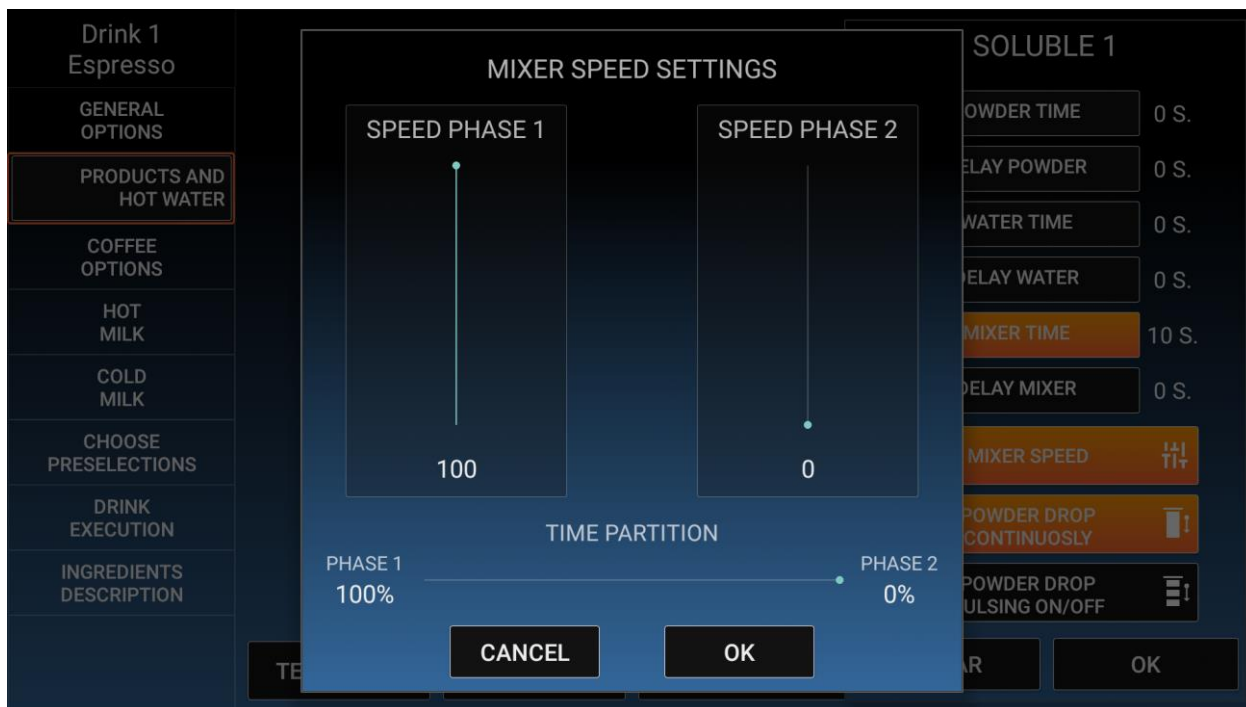 Drink 1
Espresso
GENERAL
OPTIONS
PRODUCTS AND
HOT WATER
COFFEE
OPTIONS
HOT
MILK
COLD
MILK
CHOOSE
PRESELECTIONS
DRINK
EXECUTION
INGREDIENTS
DESCRIPTION
MIXER SPEED SETTINGS
SPEED PHASE 1
100
SPEED PHASE 2
0
TIME PARTITION
PHASE 1
100%
PHASE 2
0%
CANCEL
OK
SOLUBLE 1
OWDER TIME
0 S.
ELAY POWDER
0 S.
WATER TIME
0 S.
ELAY WATER
0 S.
MIXER TIME
10 S.
DELAY MIXER
0 S.
MIXER SPEED
POWDER DROP
CONTINUOSLY
POWDER DROP
ULSING ON/OFF
TE
AR
OK